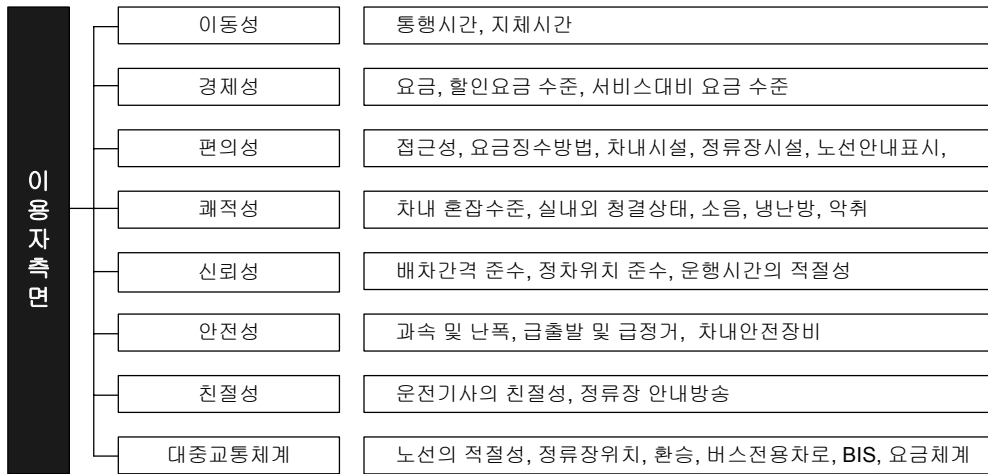 이용자측면
이동성
통행시간, 지체시간
경제성
요금, 할인요금 수준, 서비스대비 요금 수준
편의성
접근성, 요금징수방법, 차내시설, 정류장시설, 노선안내표시,
쾌적성
차내 혼잡수준, 실내외 청결상태, 소음, 냉난방, 악취
신뢰성
배차간격 준수, 정차위치 준수, 운행시간의 적절성
안전성
과속 및 난폭, 급출발 및 급정거, 차내안전장비
친절성
운전기사의 친절성, 정류장 안내방송
대중교통체계
노선의 적절성, 정류장위치, 환승, 버스전용차로, BIS, 요금체계